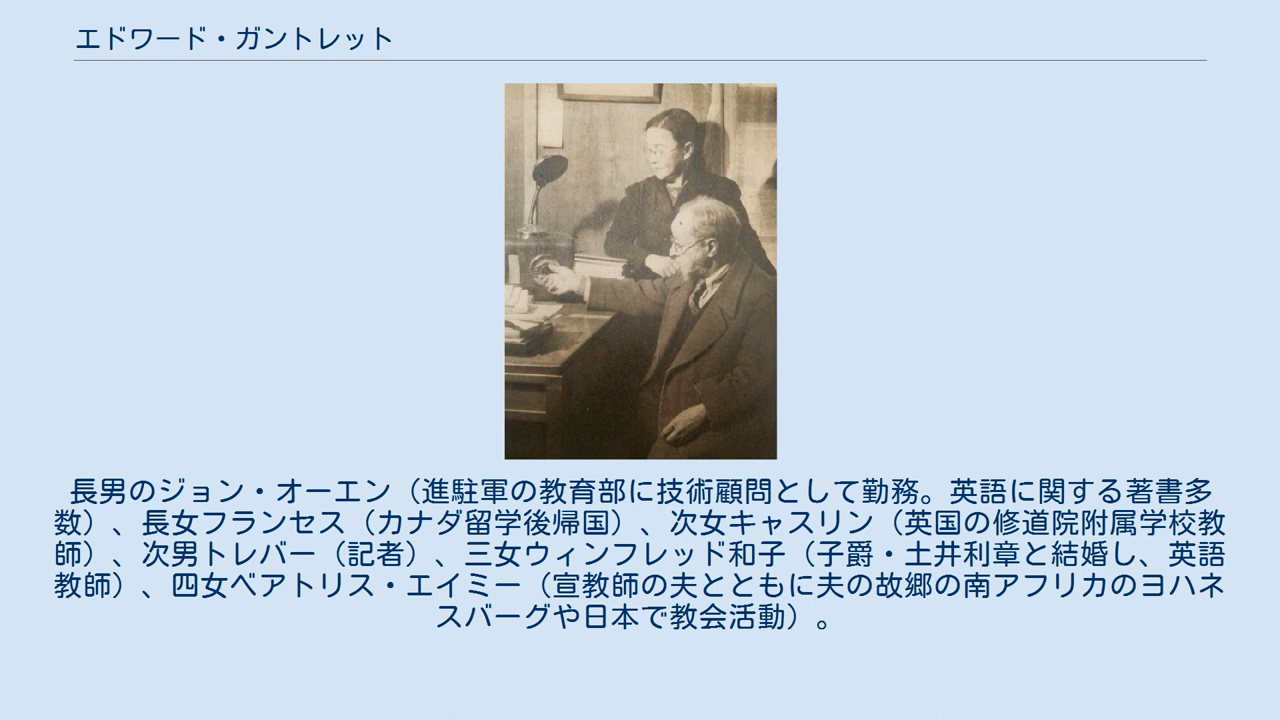 エドワード・ガントレット
長男のジョン・オーエン（進駐軍の教育部に技術顧問として勤務。英語に関する著書多
数）、長女フランセス（カナダ留学後帰国）、次女キャスリン（英国の修道院附属学校教
師）、次男トレバー（記者）、三女ウィンフレッド和子（子爵・土井利章と結婚し、英語
教師）、四女ベアトリス・エイミー（宣教師の夫とともに夫の故郷の南アフリカのヨハネ
スバーグや日本で教会活動）。